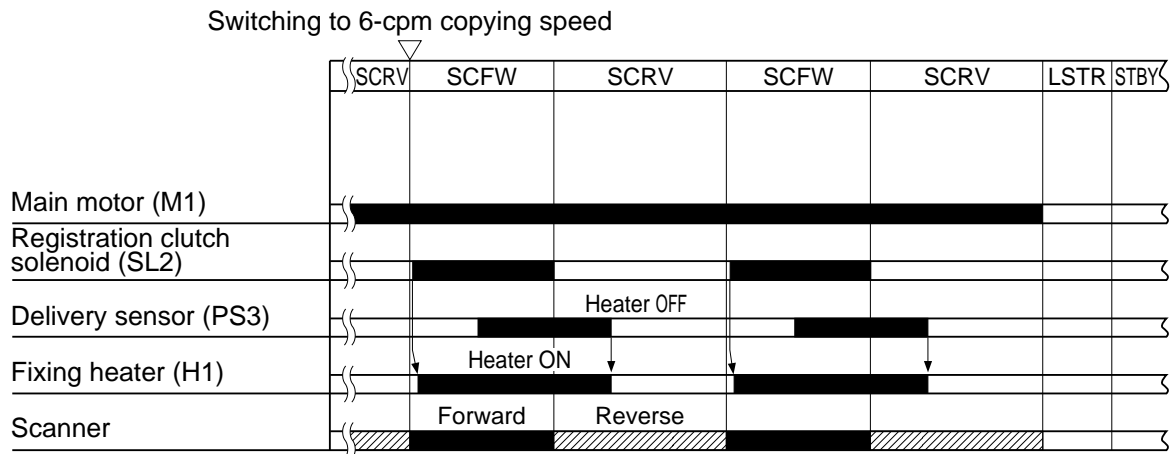 Switching to 6-cpm copying speed
SCRV SCFW SCRV SCFW SCRV LSTR STBY
Main motor (M1)
Registration clutch
solenoid (SL2)
Delivery sensor (PS3)
Heater OFF
Fixing heater (H1)
Heater ON
Scanner
Forward Reverse